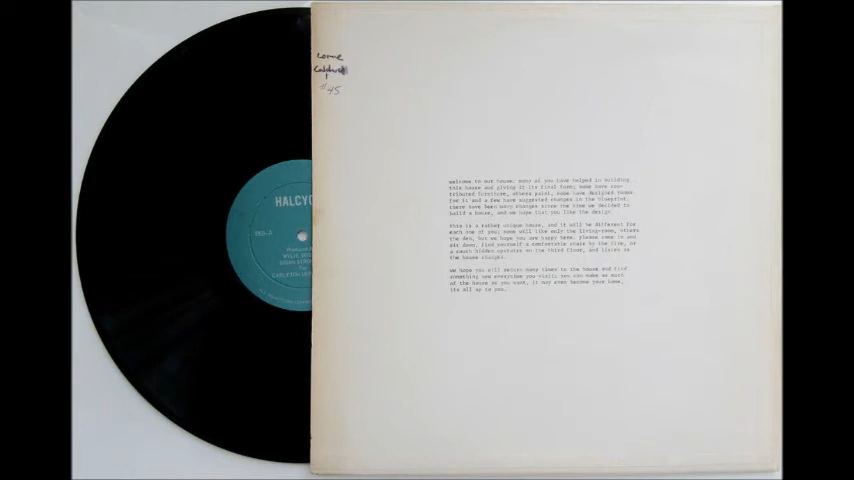 Lorne
Caldwell
#45
HALCYO
Produced
WYLIE
welcome to our house. many of you have helped in building
this house and giving it its final form; some have con-
tributed furniture, others paint, some have designed rooms
for it and a few have suggested changes in the blueprint.
there have been many changes since the time we decided to
build a house, and we hope that you like the design.
this is a rather unique house, and it will be different for
each one of you: some will like only the living-room, others
the den, but we hope you are happy here. please come in and
sit down, find yourself a comfortable chair by the fire, or
a couch hidden upstairs on the third floor, and listen as
the house changes.
we hope you will return many times to the house and find
something new everytime you visit; you can make as much
of the house as you want, it may even become your home,
its all up to you.